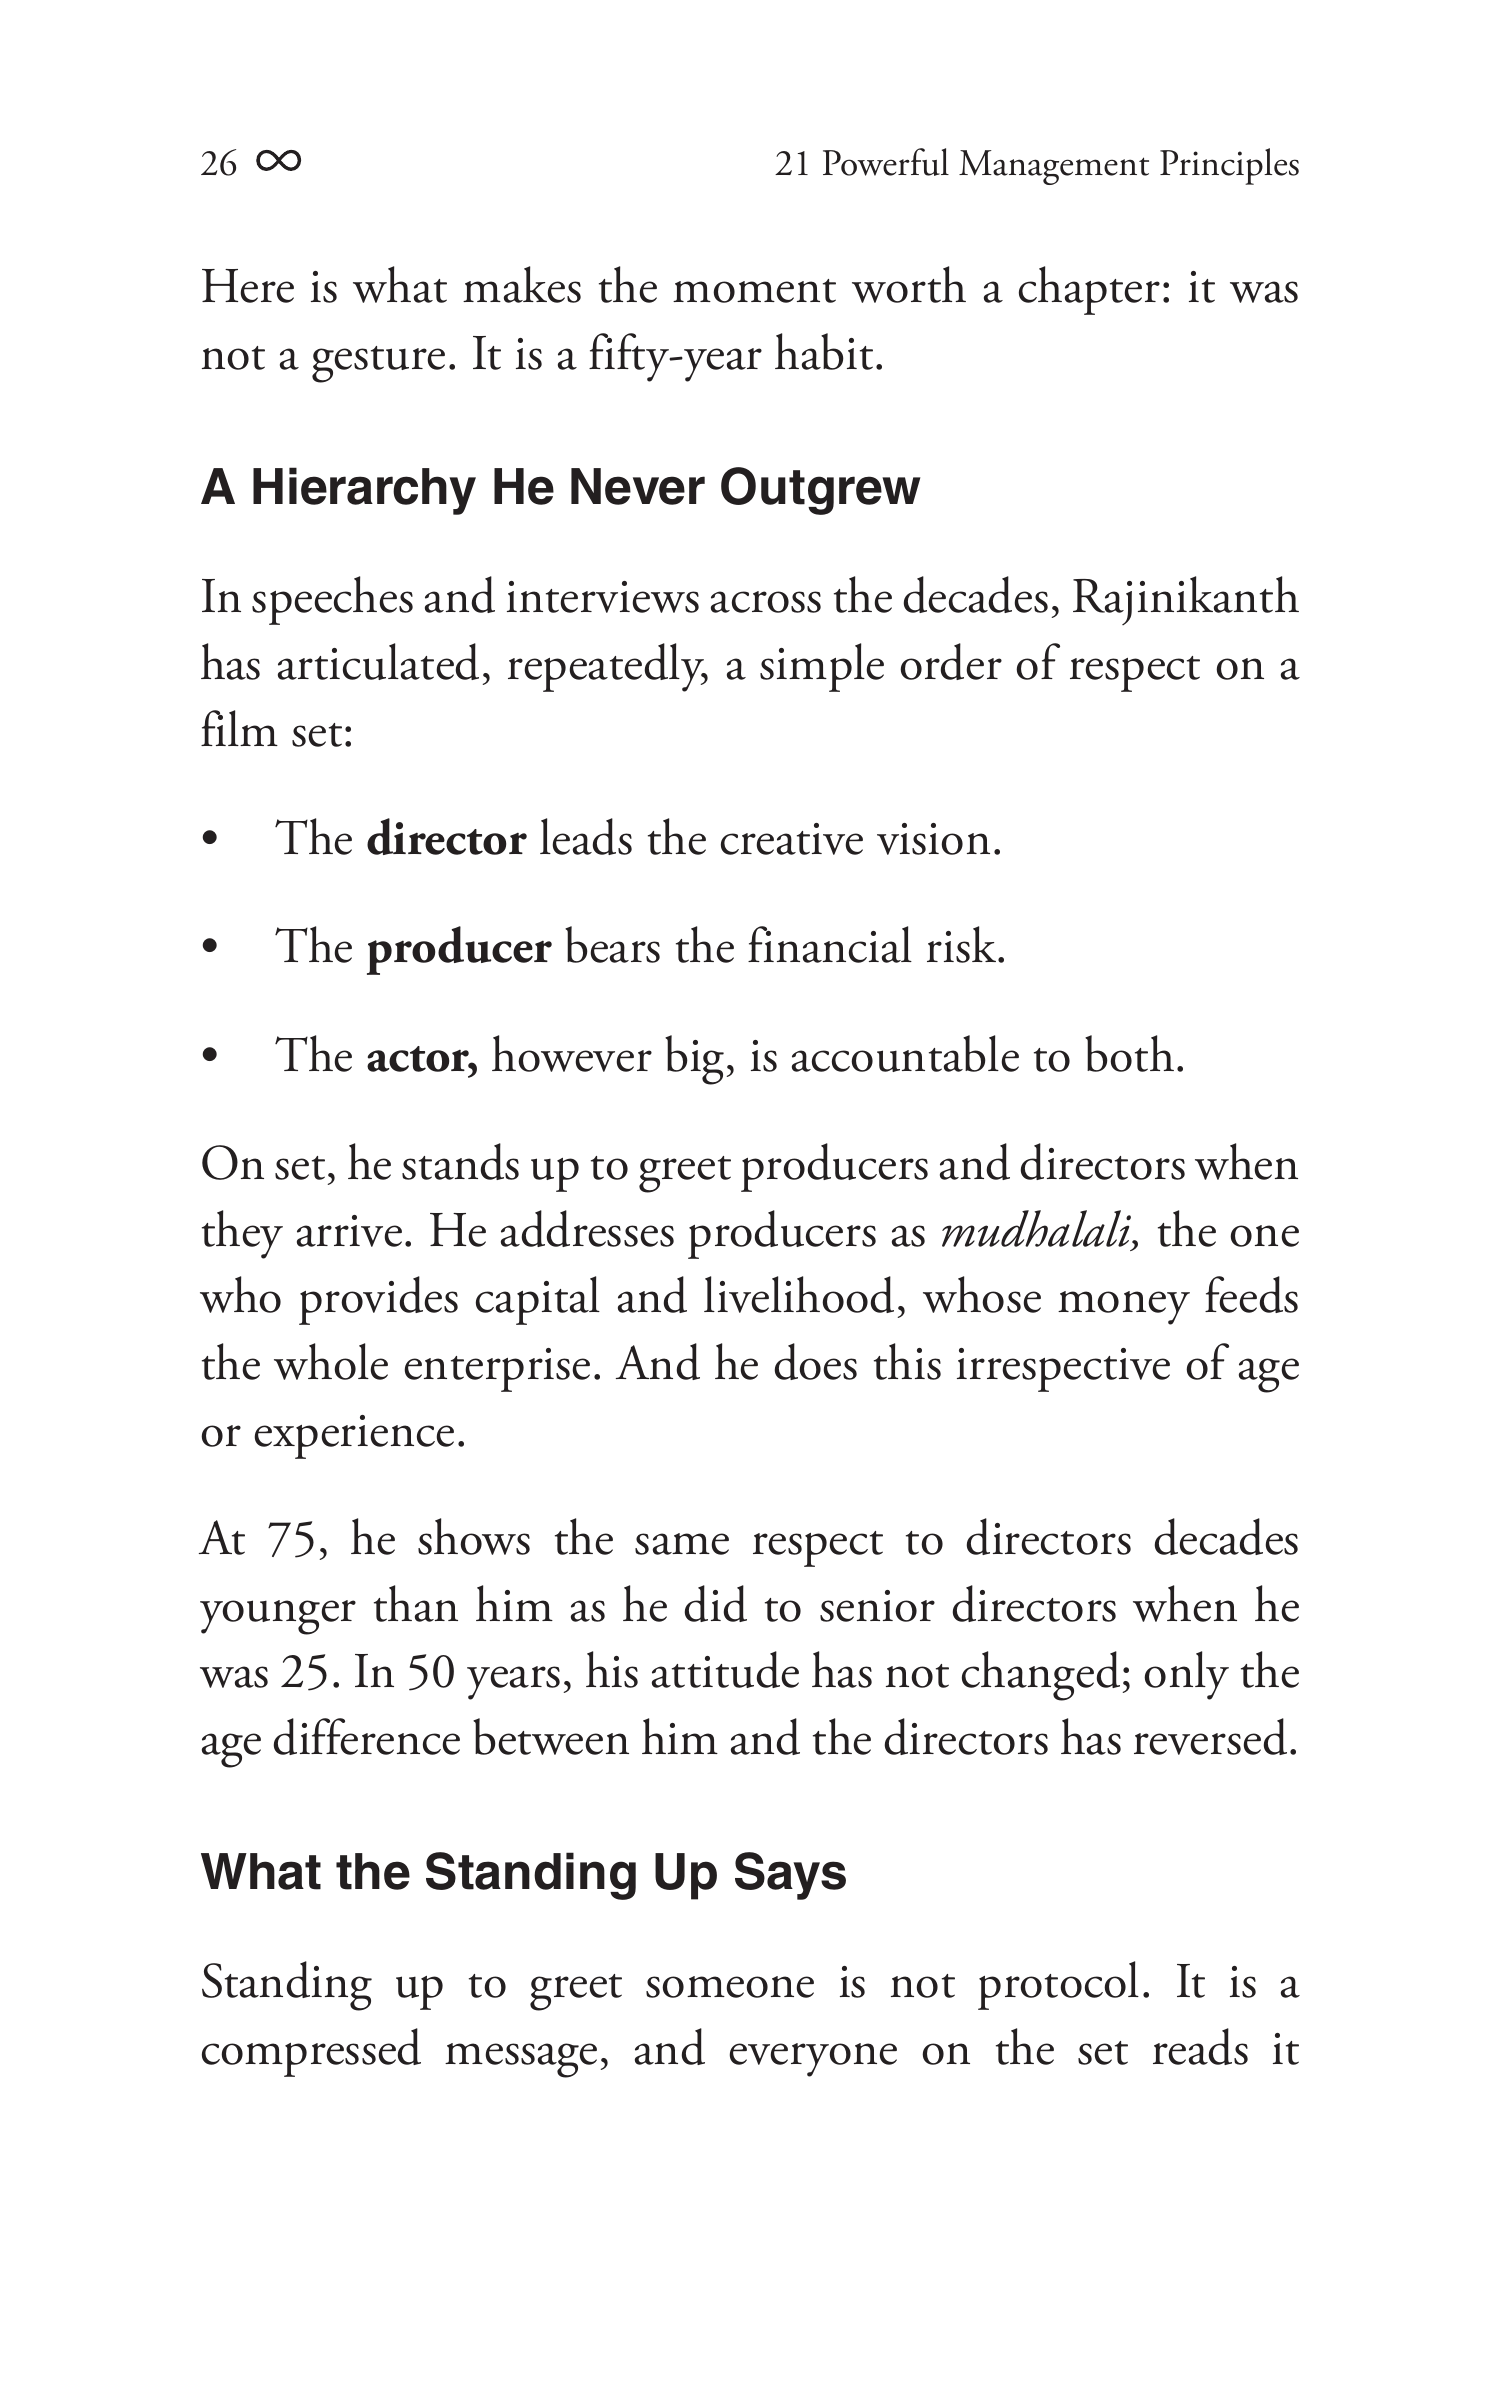 26 ∞ 21 Powerful Management Principles
Here is what makes the moment worth a chapter: it was
not a gesture. It is a fifty-year habit.
A Hierarchy He Never Outgrew
In speeches and interviews across the decades, Rajinikanth
has articulated, repeatedly, a simple order of respect on a
film set:
• The director leads the creative vision.
• The producer bears the financial risk.
• The actor, however big, is accountable to both.
On set, he stands up to greet producers and directors when
they arrive. He addresses producers as mudhalali, the one
who provides capital and livelihood, whose money feeds
the whole enterprise. And he does this irrespective of age
or experience.
At 75, he shows the same respect to directors decades
younger than him as he did to senior directors when he
was 25. In 50 years, his attitude has not changed; only the
age difference between him and the directors has reversed.
What the Standing Up Says
Standing up to greet someone is not protocol. It is a
compressed message, and everyone on the set reads it